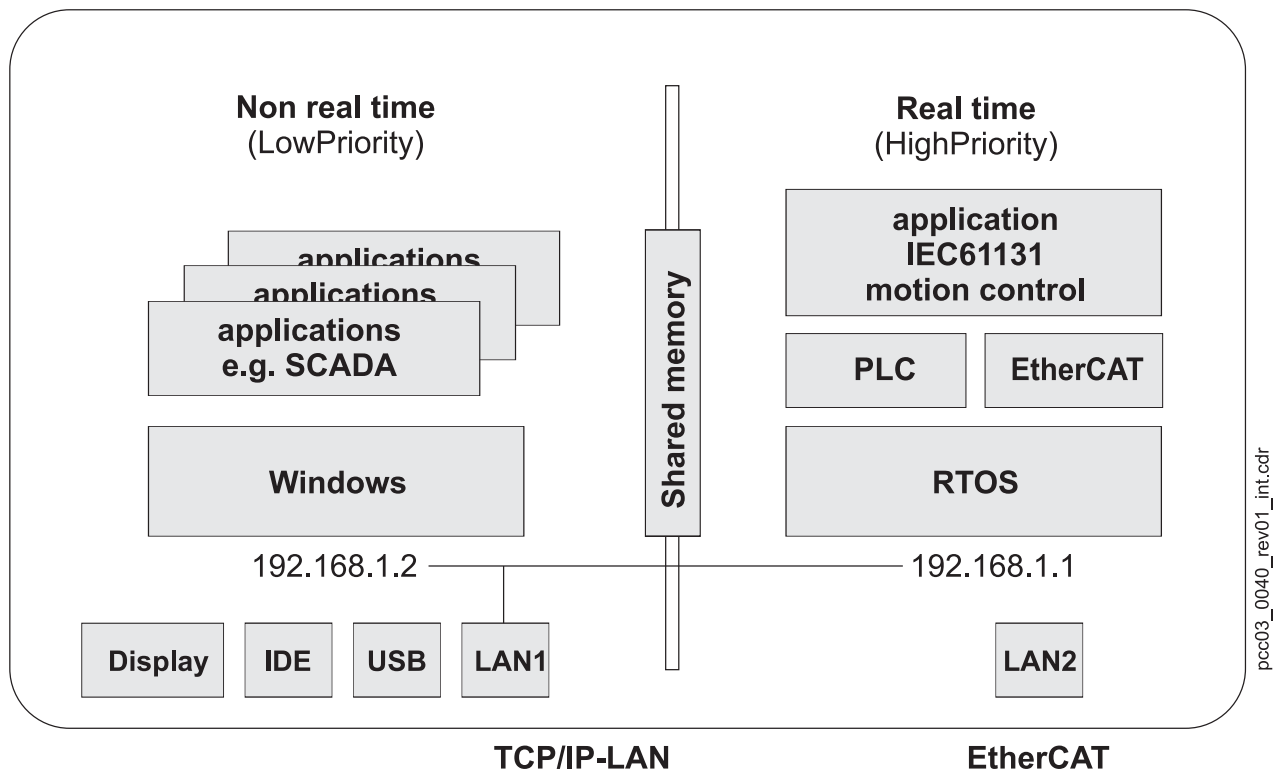 Non real time
(LowPriority)
applications
applications
applications
e.g. SCADA
Windows
192.168.1.2
Display
IDE
USB
LAN1
Shared memory
Real time
(HighPriority)
application
IEC61131
motion control
PLC
EtherCAT
RTOS
192.168.1.1
LAN2
TCP/IP-LAN
EtherCAT
pcc03_0040_rev01_int.cdr